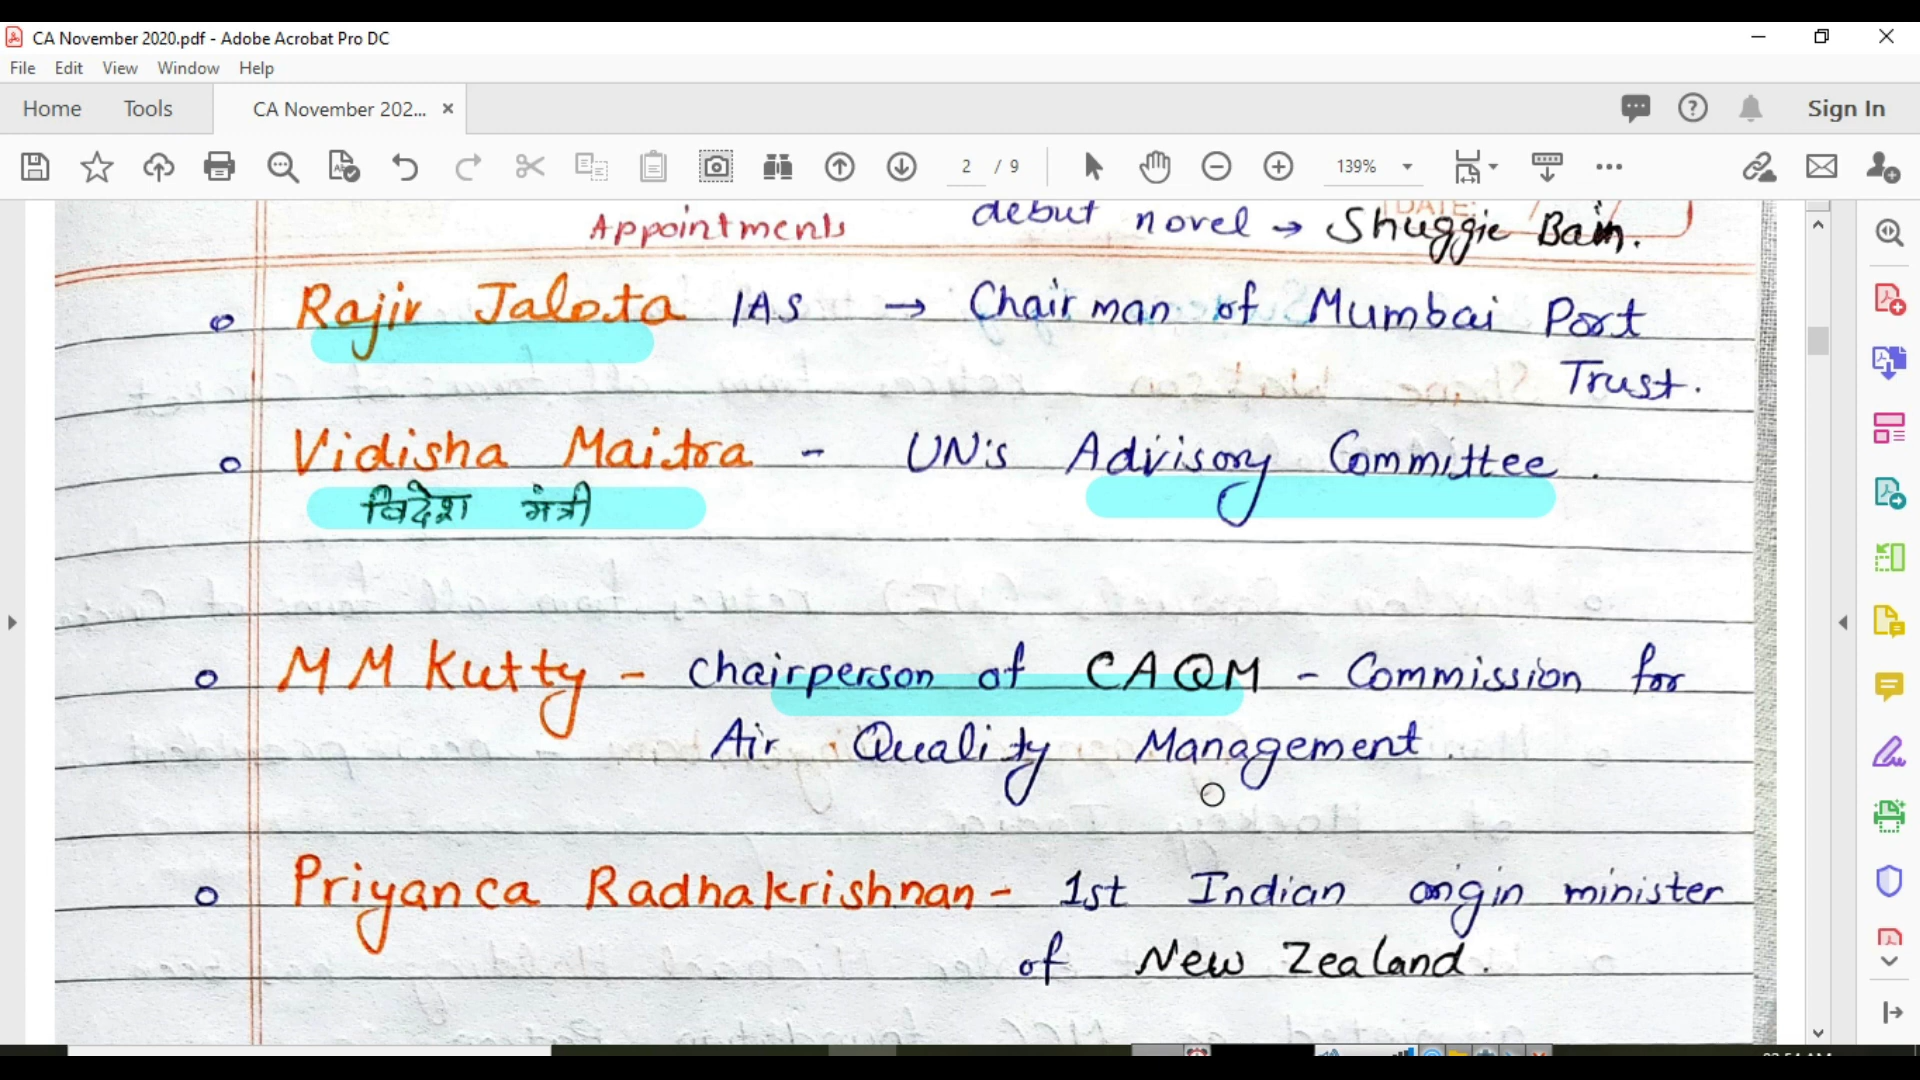 CA November 2020.pdf - Adobe Acrobat Pro DC
File Edit View Window Help
Home Tools CA November 202... × Sign In
2 / 9 139%
DATE:
Appointments debut novel → Shuggie Bain.
Rajiv Jalota IAS → Chairman of Mumbai Port
Trust.
Vidisha Maitra - UN's Advisory Committee.
विदेश मंत्री
M M Kutty - Chairperson of CAQM - Commission for
Air Quality Management.
Priyanca Radhakrishnan - 1st Indian origin minister
of New Zealand.